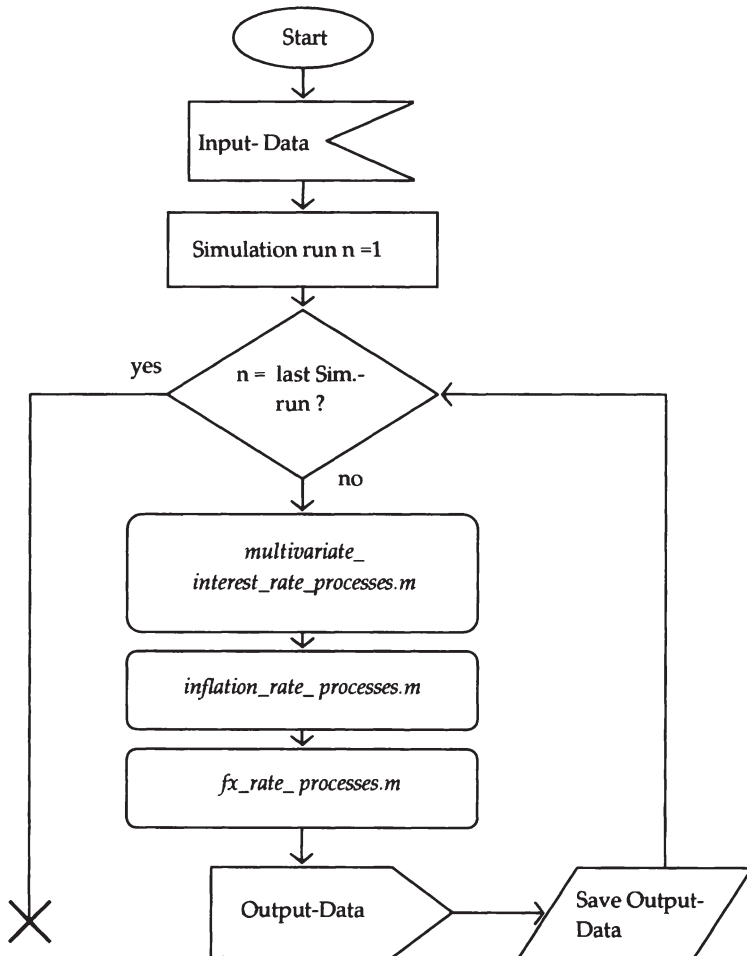 Start
Input- Data
Simulation run n =1
yes
n = last Sim.-
run ?
no
multivariate_
interest_rate_processes.m
inflation_rate_ processes.m
fx_rate_ processes.m
Output-Data
Save Output-
Data